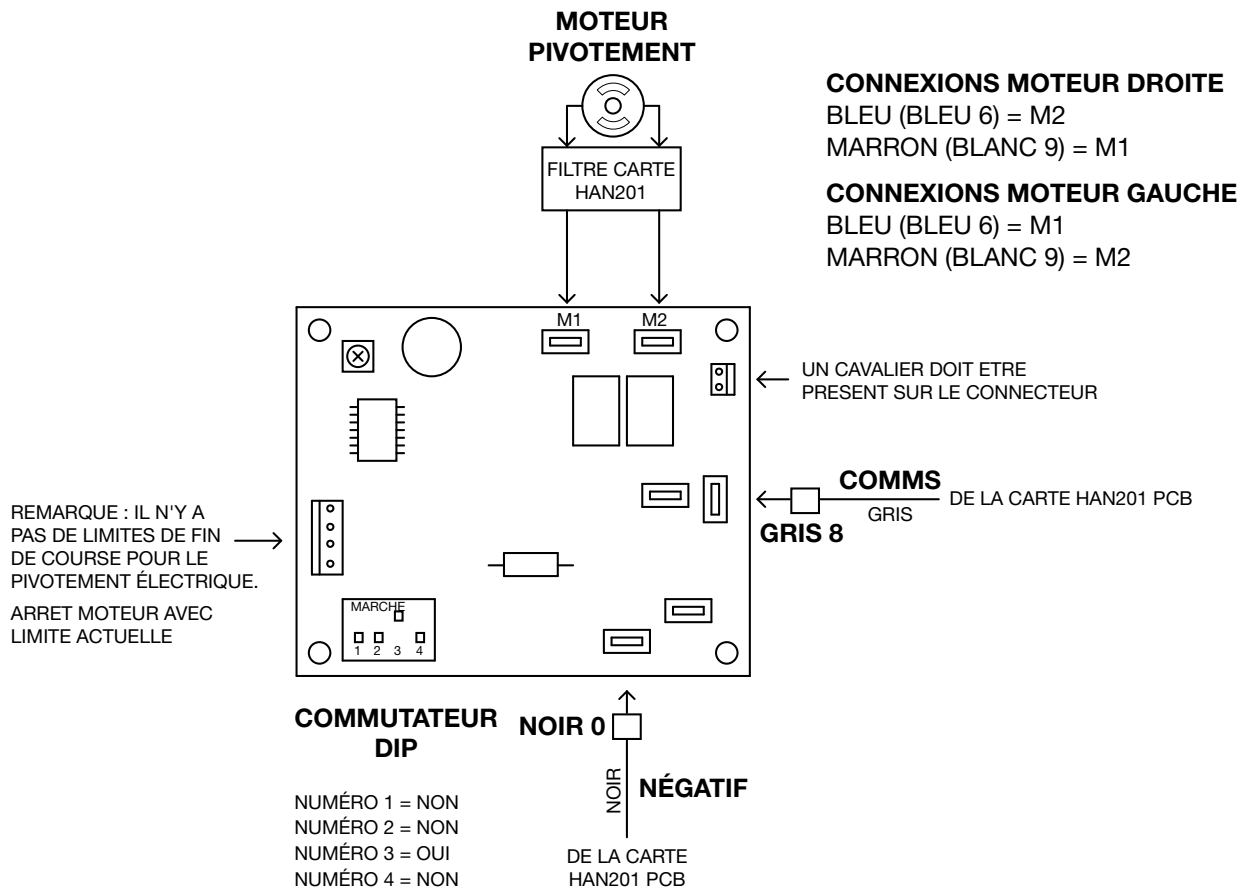 MOTEUR
PIVOTEMENT
FILTRE CARTE
HAN201
CONNEXIONS MOTEUR DROITE
BLEU (BLEU 6) = M2
MARRON (BLANC 9) = M1
CONNEXIONS MOTEUR GAUCHE
BLEU (BLEU 6) = M1
MARRON (BLANC 9) = M2
M1
M2
UN CAVALIER DOIT ETRE
PRESENT SUR LE CONNECTEUR
COMMS
GRIS
DE LA CARTE HAN201 PCB
GRIS 8
REMARQUE : IL N'Y A
PAS DE LIMITES DE FIN
DE COURSE POUR LE
PIVOTEMENT ÉLECTRIQUE.
ARRET MOTEUR AVEC
LIMITE ACTUELLE
MARCHE
1 2 3 4
COMMUTATEUR
DIP
NUMÉRO 1 = NON
NUMÉRO 2 = NON
NUMÉRO 3 = OUI
NUMÉRO 4 = NON
NOIR 0
NOIR
NÉGATIF
DE LA CARTE
HAN201 PCB